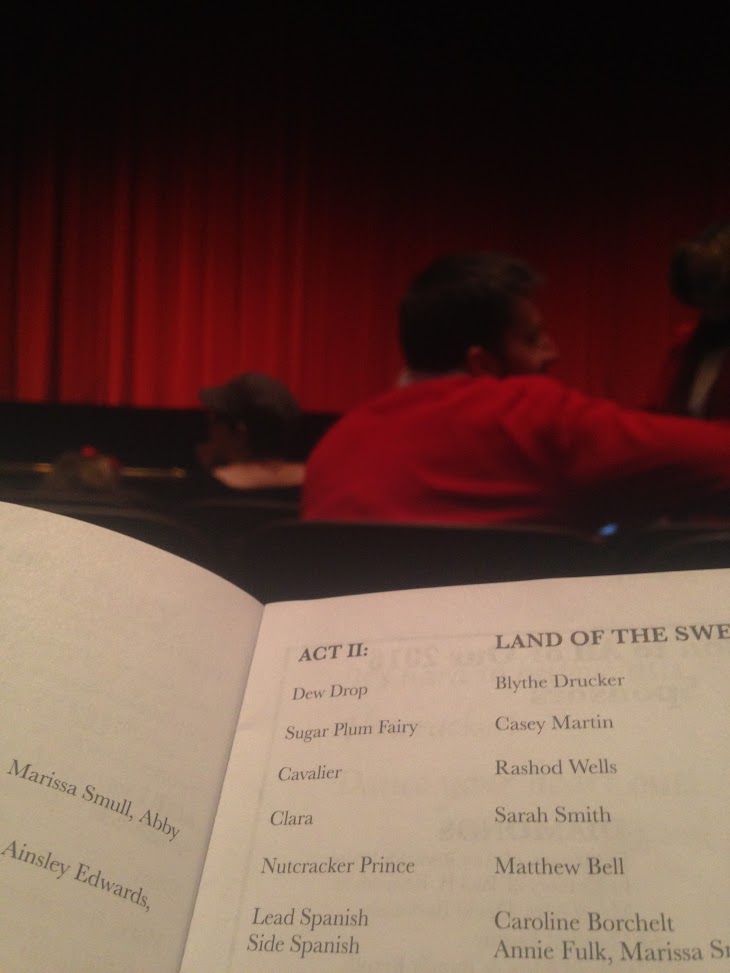 Marissa Smull, Abby
Ainsley Edwards,
ACT II: LAND OF THE SWE
Dew Drop Blythe Drucker
Sugar Plum Fairy Casey Martin
Cavalier Rashod Wells
Clara Sarah Smith
Nutcracker Prince Matthew Bell
Lead Spanish Caroline Borchelt
Side Spanish Annie Fulk, Marissa